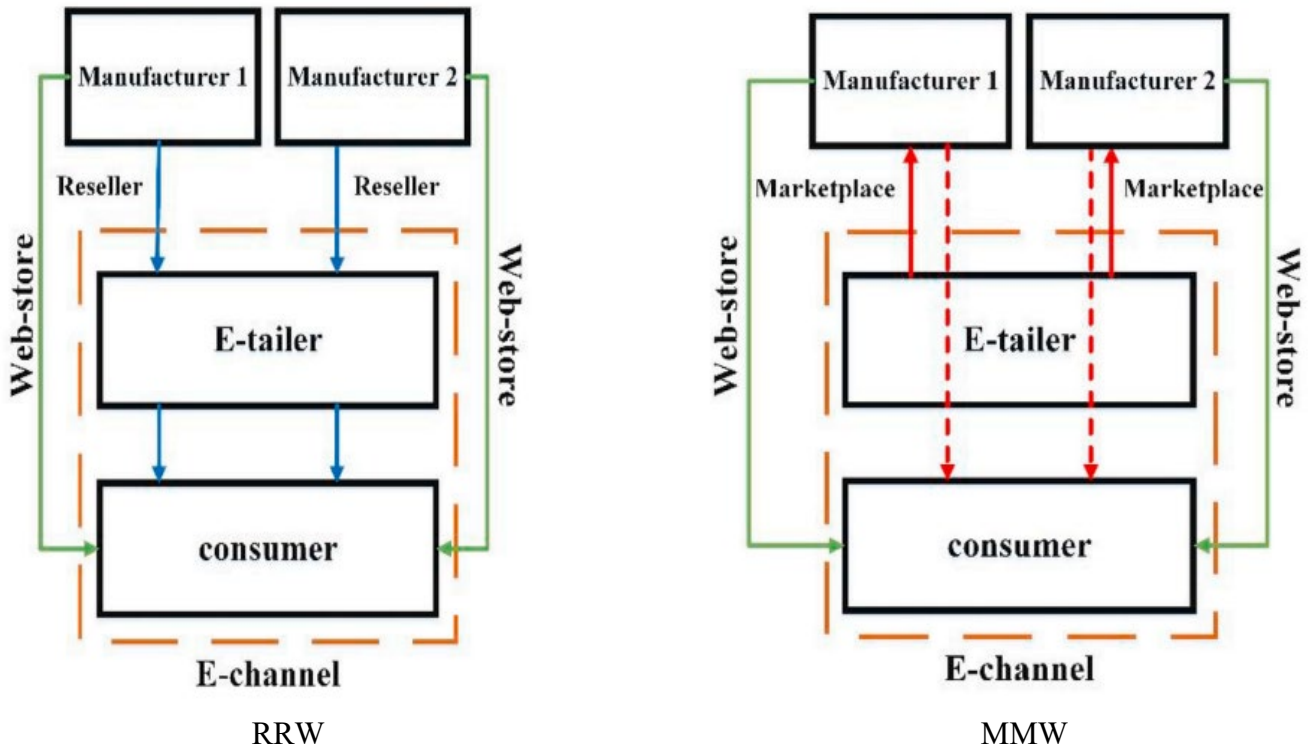 Manufacturer 1
Manufacturer 2
Reseller
Reseller
Web-store
Web-store
E-tailer
consumer
E-channel
RRW
Manufacturer 1
Manufacturer 2
Marketplace
Marketplace
Web-store
Web-store
E-tailer
consumer
E-channel
MMW